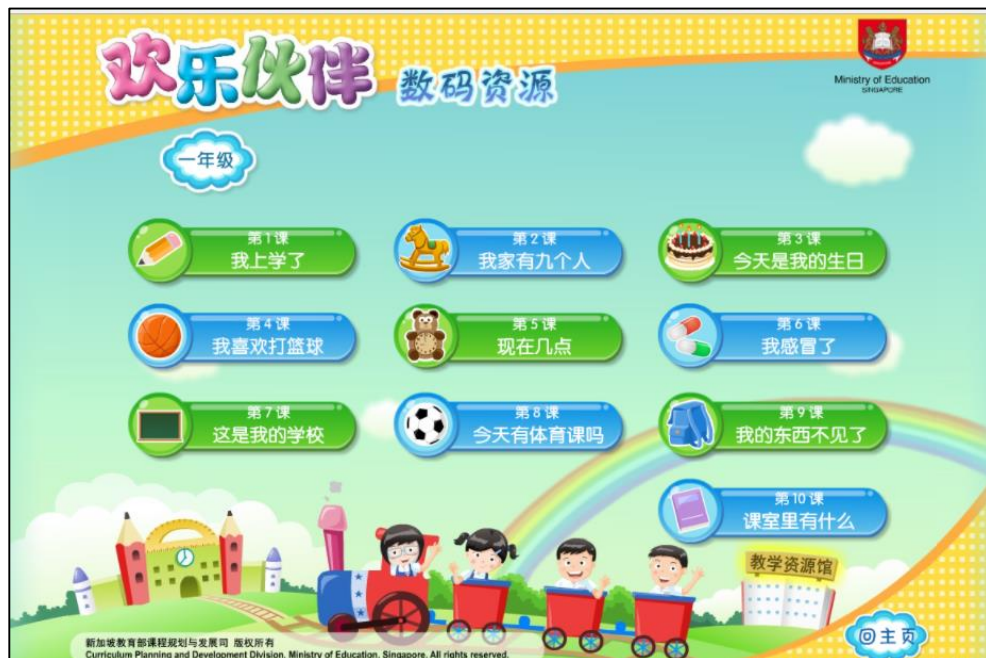 欢乐伙伴 数码资源
Ministry of Education
SINGAPORE
一年级
第1课
我上学了
第2课
我家有九个人
第3课
今天是我的生日
第4课
我喜欢打篮球
第5课
现在几点
第6课
我感冒了
第7课
这是我的学校
第8课
今天有体育课吗
第9课
我的东西不见了
第10课
课室里有什么
教学资源馆
回主页
新加坡教育部课程规划与发展司 版权所有
Curriculum Planning and Development Division, Ministry of Education, Singapore. All rights reserved.